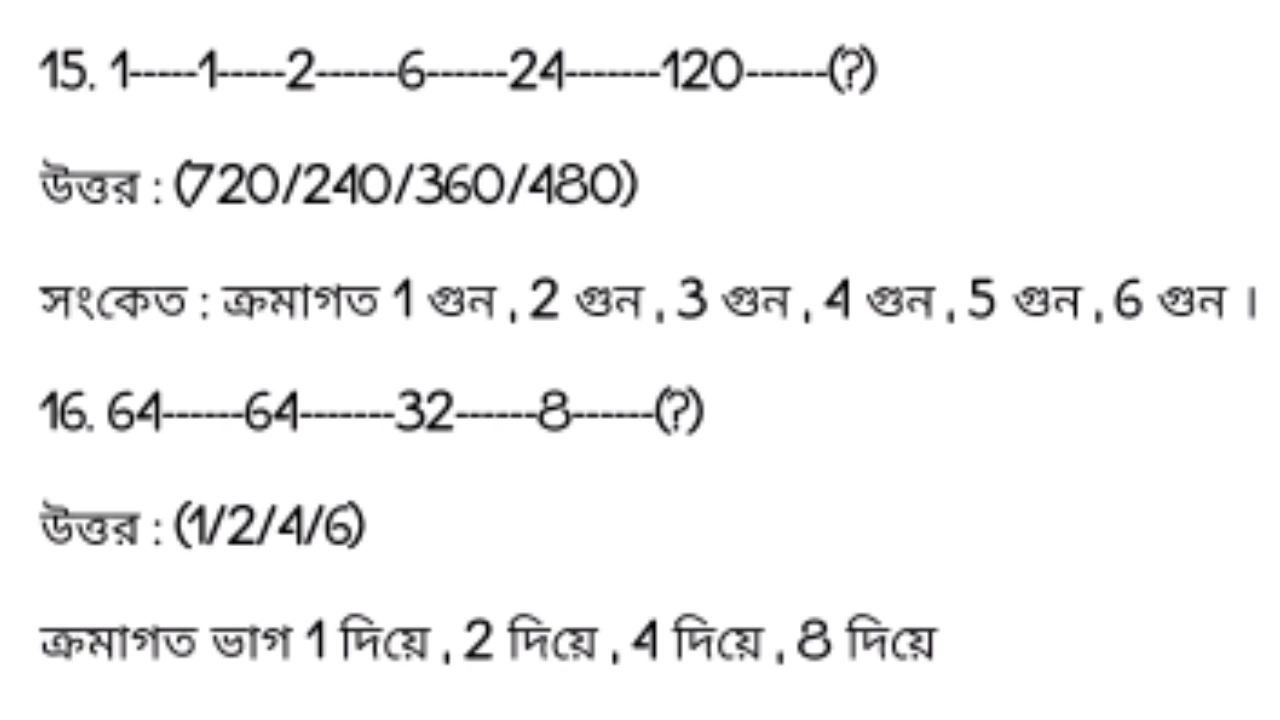 15. 1-----1-----2------6------24-------120------(?)
উত্তর : (720/240/360/480)
সংকেত : ক্রমাগত 1 গুন , 2 গুন , 3 গুন , 4 গুন , 5 গুন , 6 গুন ।
16. 64------64-------32------8------(?)
উত্তর : (1/2/4/6)
ক্রমাগত ভাগ 1 দিয়ে , 2 দিয়ে , 4 দিয়ে , 8 দিয়ে